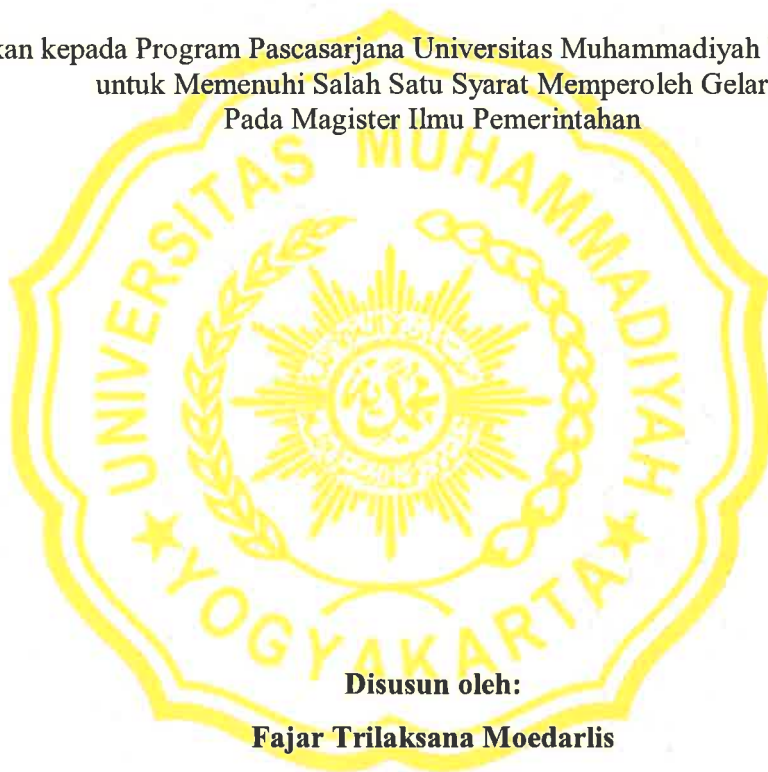 kan kepada Program Pascasarjana Universitas Muhammadiyah
untuk Memenuhi Salah Satu Syarat Memperoleh Gelar
Pada Magister Ilmu Pemerintahan
UNIVERSITAS MUHAMMADIYAH
YOGYAKARTA
Disusun oleh:
Fajar Trilaksana Moedarlis